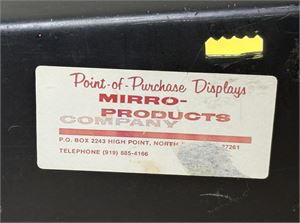 Point-of-Purchase Displays
MIRRO-
PRODUCTS
COMPANY
P.O. BOX 2243 HIGH POINT, NORTH 27261
TELEPHONE (919) 885-4166